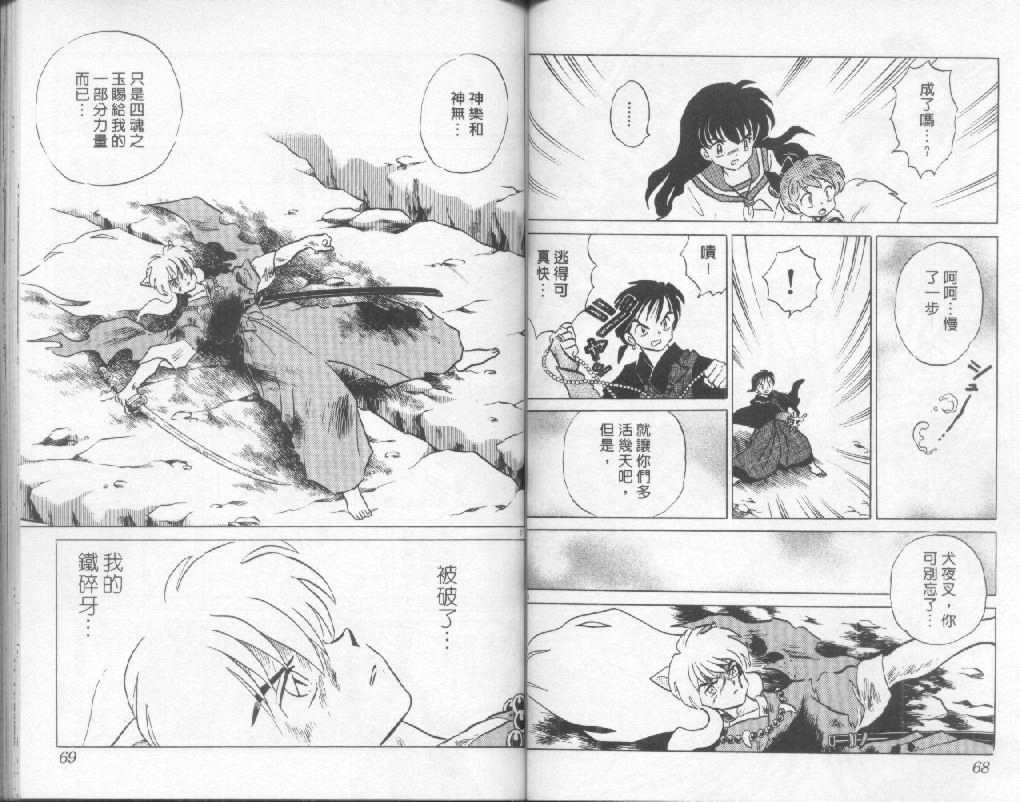 成了嗎…?
……
呵呵…慢
了一步
!
嘖－
逃得可
真快…
就讓你們多
活幾天吧，
但是，
犬夜叉，你
可別忘了…
68
神樂和
神無…
只是四魂之
玉賜給我的
一部分力量
而已…
被破了…
我的
鐵碎牙…
69